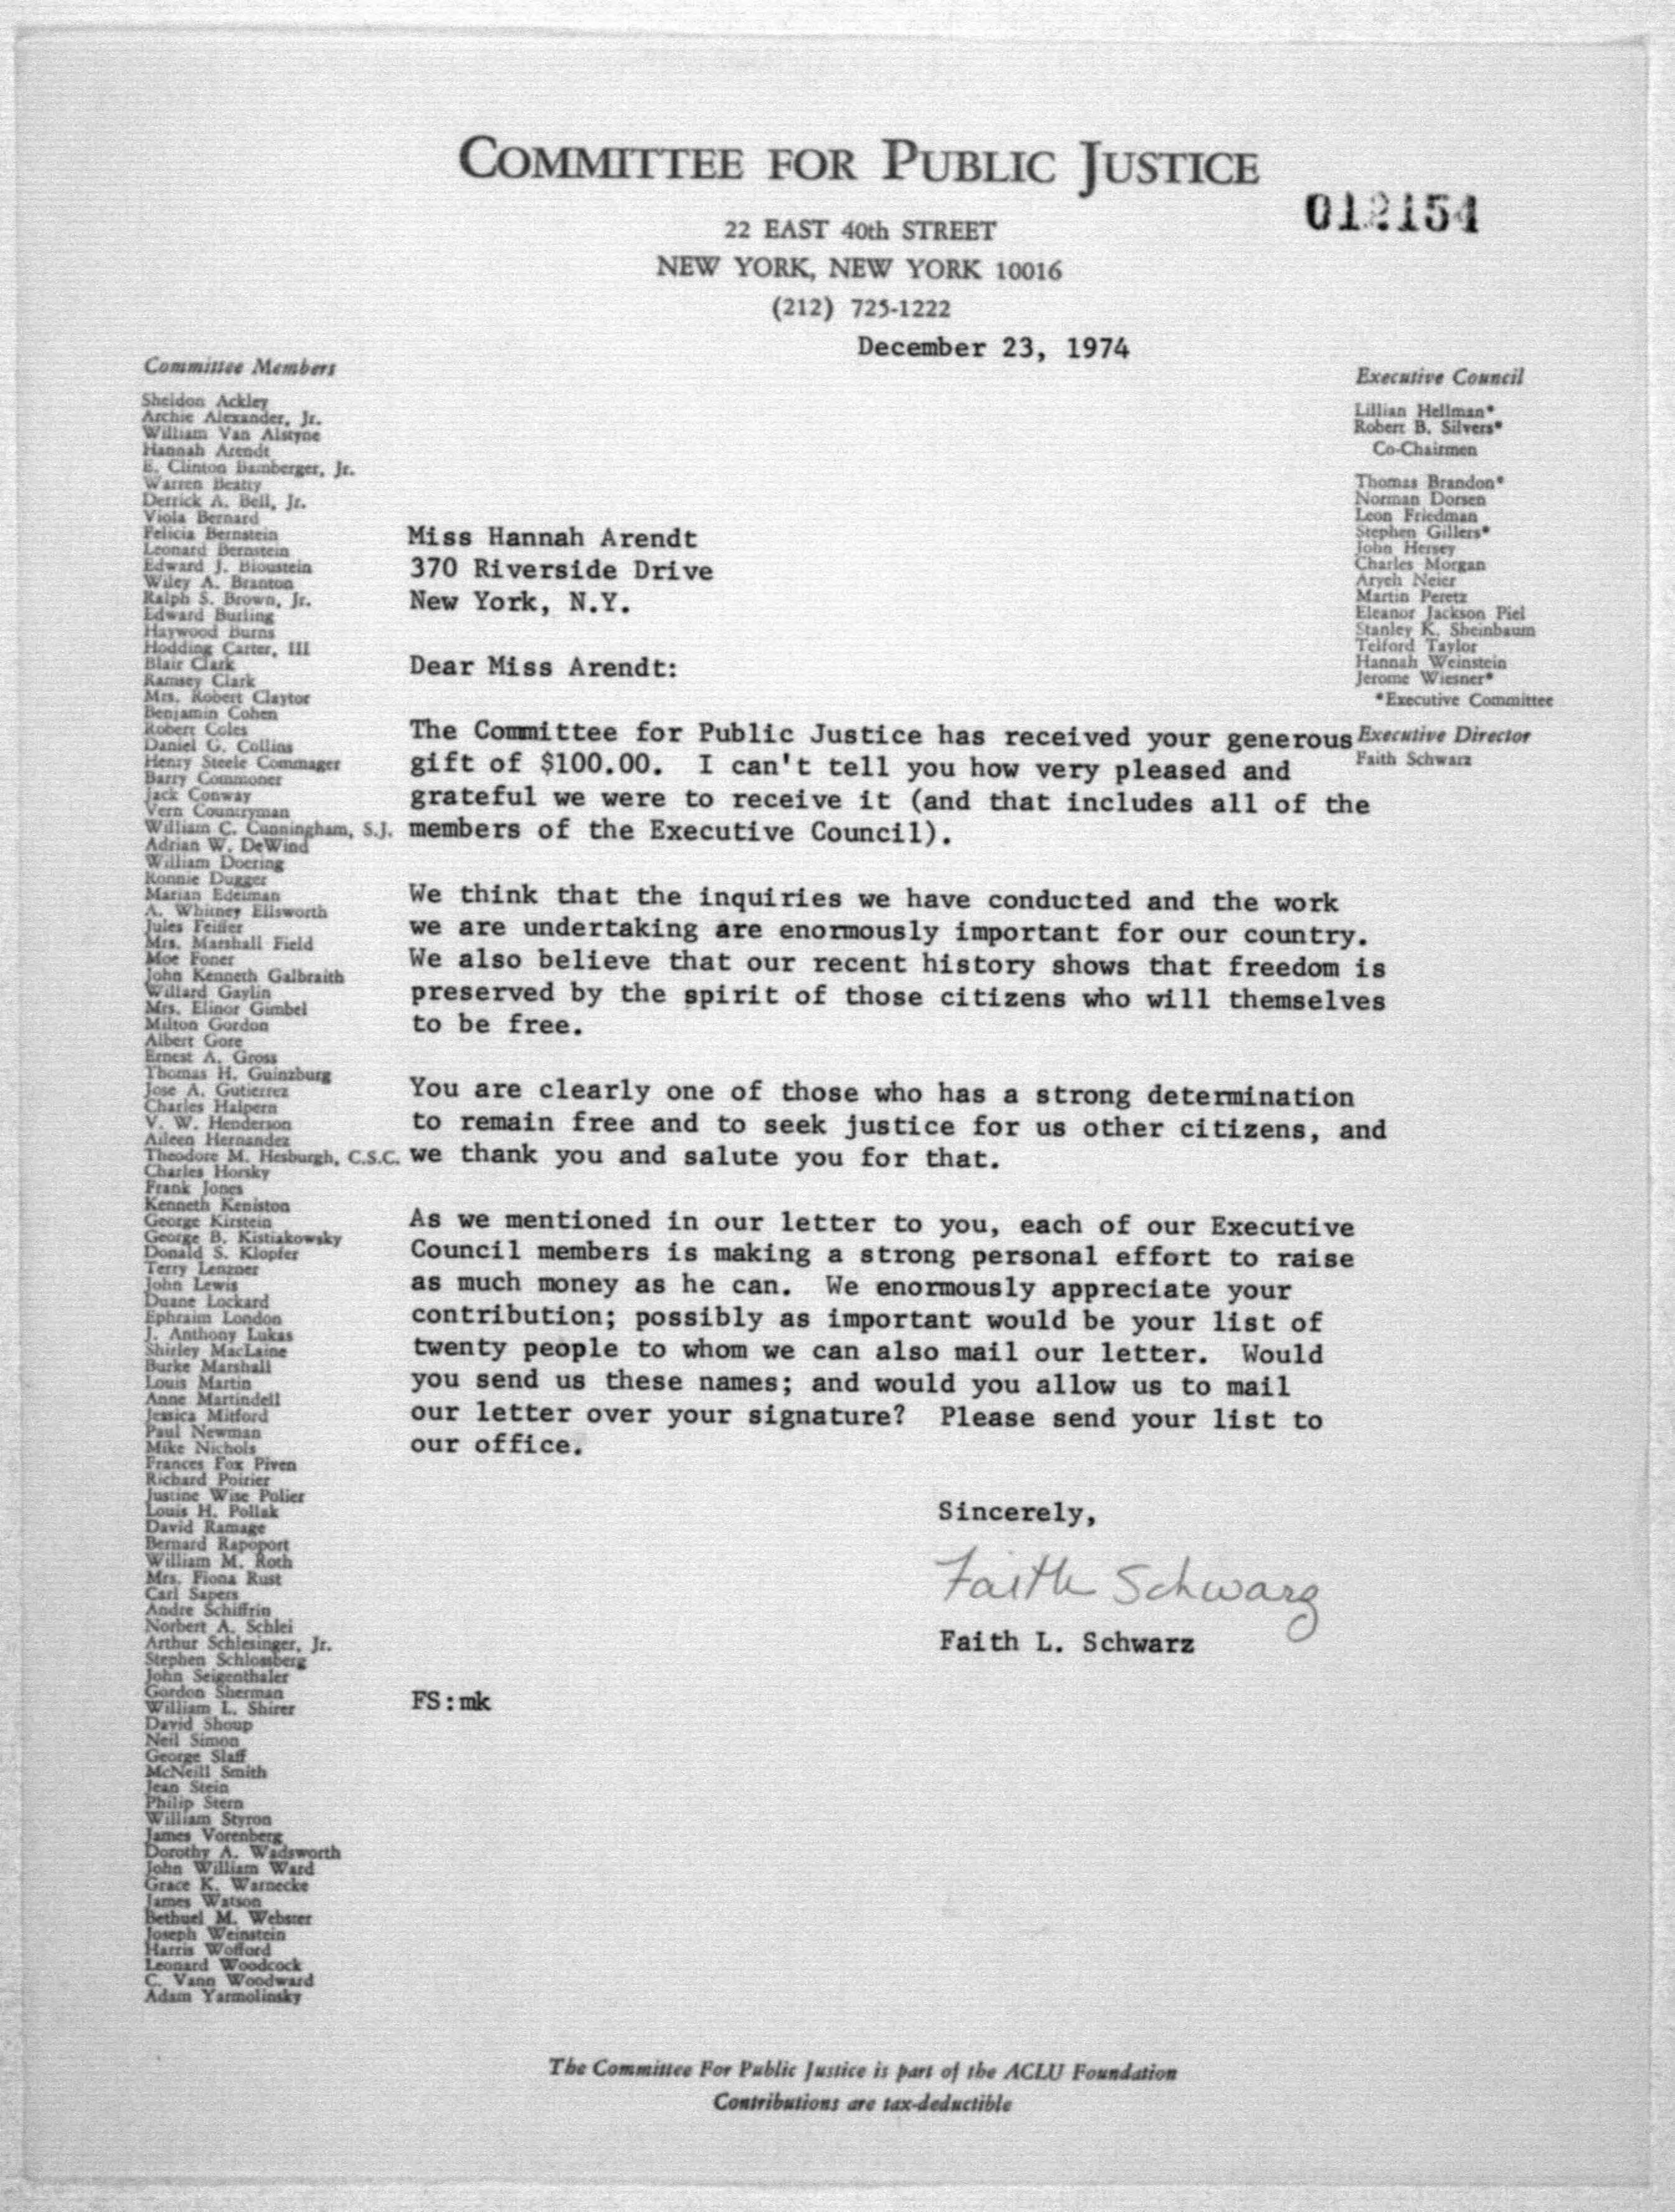 COMMITTEE FOR PUBLIC JUSTICE
22 EAST 40th STREET
NEW YORK, NEW YORK 10016
(212) 725-1222
012154
December 23, 1974
Committee Members
Sheldon Ackley
Archie Alexander, Jr.
William Van Alstyne
Hannah Arendt
E. Clinton Bamberger, Jr.
Warren Beatty
Derrick A. Bell, Jr.
Viola Bernard
Felicia Bernstein
Leonard Bernstein
Edward J. Bloustein
Wiley A. Branton
Ralph S. Brown, Jr.
Edward Burling
Haywood Burns
Hodding Carter, III
Blair Clark
Ramsey Clark
Mrs. Robert Claytor
Benjamin Cohen
Robert Coles
Daniel G. Collins
Henry Steele Commager
Barry Commoner
Jack Conway
Vern Countryman
William C. Cunningham, S.J.
Adrian W. DeWind
William Doering
Ronnie Dugger
Marian Edelman
A. Whitney Ellsworth
Jules Feiffer
Mrs. Marshall Field
Moe Foner
John Kenneth Galbraith
Willard Gaylin
Mrs. Elinor Gimbel
Milton Gordon
Albert Gore
Ernest A. Gross
Thomas H. Guinzburg
Jose A. Gutierrez
Charles Halpern
V. W. Henderson
Aileen Hernandez
Theodore M. Hesburgh, C.S.C.
Charles Horsky
Frank Jones
Kenneth Keniston
George Kirstein
George B. Kistiakowsky
Donald S. Klopfer
Terry Lenzner
John Lewis
Duane Lockard
Ephraim London
J. Anthony Lukas
Shirley MacLaine
Burke Marshall
Louis Martin
Anne Martindell
Jessica Mitford
Paul Newman
Mike Nichols
Frances Fox Piven
Richard Poirier
Justine Wise Polier
Louis H. Pollak
David Ramage
Bernard Rapoport
William M. Roth
Mrs. Fiona Rust
Carl Sapers
Andre Schiffrin
Norbert A. Schlei
Arthur Schlesinger, Jr.
Stephen Schlossberg
John Seigenthaler
Gordon Sherman
William L. Shirer
David Shoup
Neil Simon
George Slaff
McNeill Smith
Jean Stein
Philip Stern
William Styron
James Vorenberg
Dorothy A. Wadsworth
John William Ward
Grace K. Warnecke
James Watson
Bethuel M. Webster
Joseph Weinstein
Harris Wofford
Leonard Woodcock
C. Vann Woodward
Adam Yarmolinsky
Executive Council
Lillian Hellman*
Robert B. Silvers*
Co-Chairmen
Thomas Brandon*
Norman Dorsen
Leon Friedman
Stephen Gillers*
John Hersey
Charles Morgan
Aryeh Neier
Martin Peretz
Eleanor Jackson Piel
Stanley K. Sheinbaum
Telford Taylor
Hannah Weinstein
Jerome Wiesner*
*Executive Committee
Executive Director
Faith Schwarz
Miss Hannah Arendt
370 Riverside Drive
New York, N.Y.
Dear Miss Arendt:
The Committee for Public Justice has received your generous
gift of $100.00. I can't tell you how very pleased and
grateful we were to receive it (and that includes all of the
members of the Executive Council).
We think that the inquiries we have conducted and the work
we are undertaking are enormously important for our country.
We also believe that our recent history shows that freedom is
preserved by the spirit of those citizens who will themselves
to be free.
You are clearly one of those who has a strong determination
to remain free and to seek justice for us other citizens, and
we thank you and salute you for that.
As we mentioned in our letter to you, each of our Executive
Council members is making a strong personal effort to raise
as much money as he can. We enormously appreciate your
contribution; possibly as important would be your list of
twenty people to whom we can also mail our letter. Would
you send us these names; and would you allow us to mail
our letter over your signature? Please send your list to
our office.
Sincerely,
Faith Schwarz
Faith L. Schwarz
FS:mk
The Committee For Public Justice is part of the ACLU Foundation
Contributions are tax-deductible